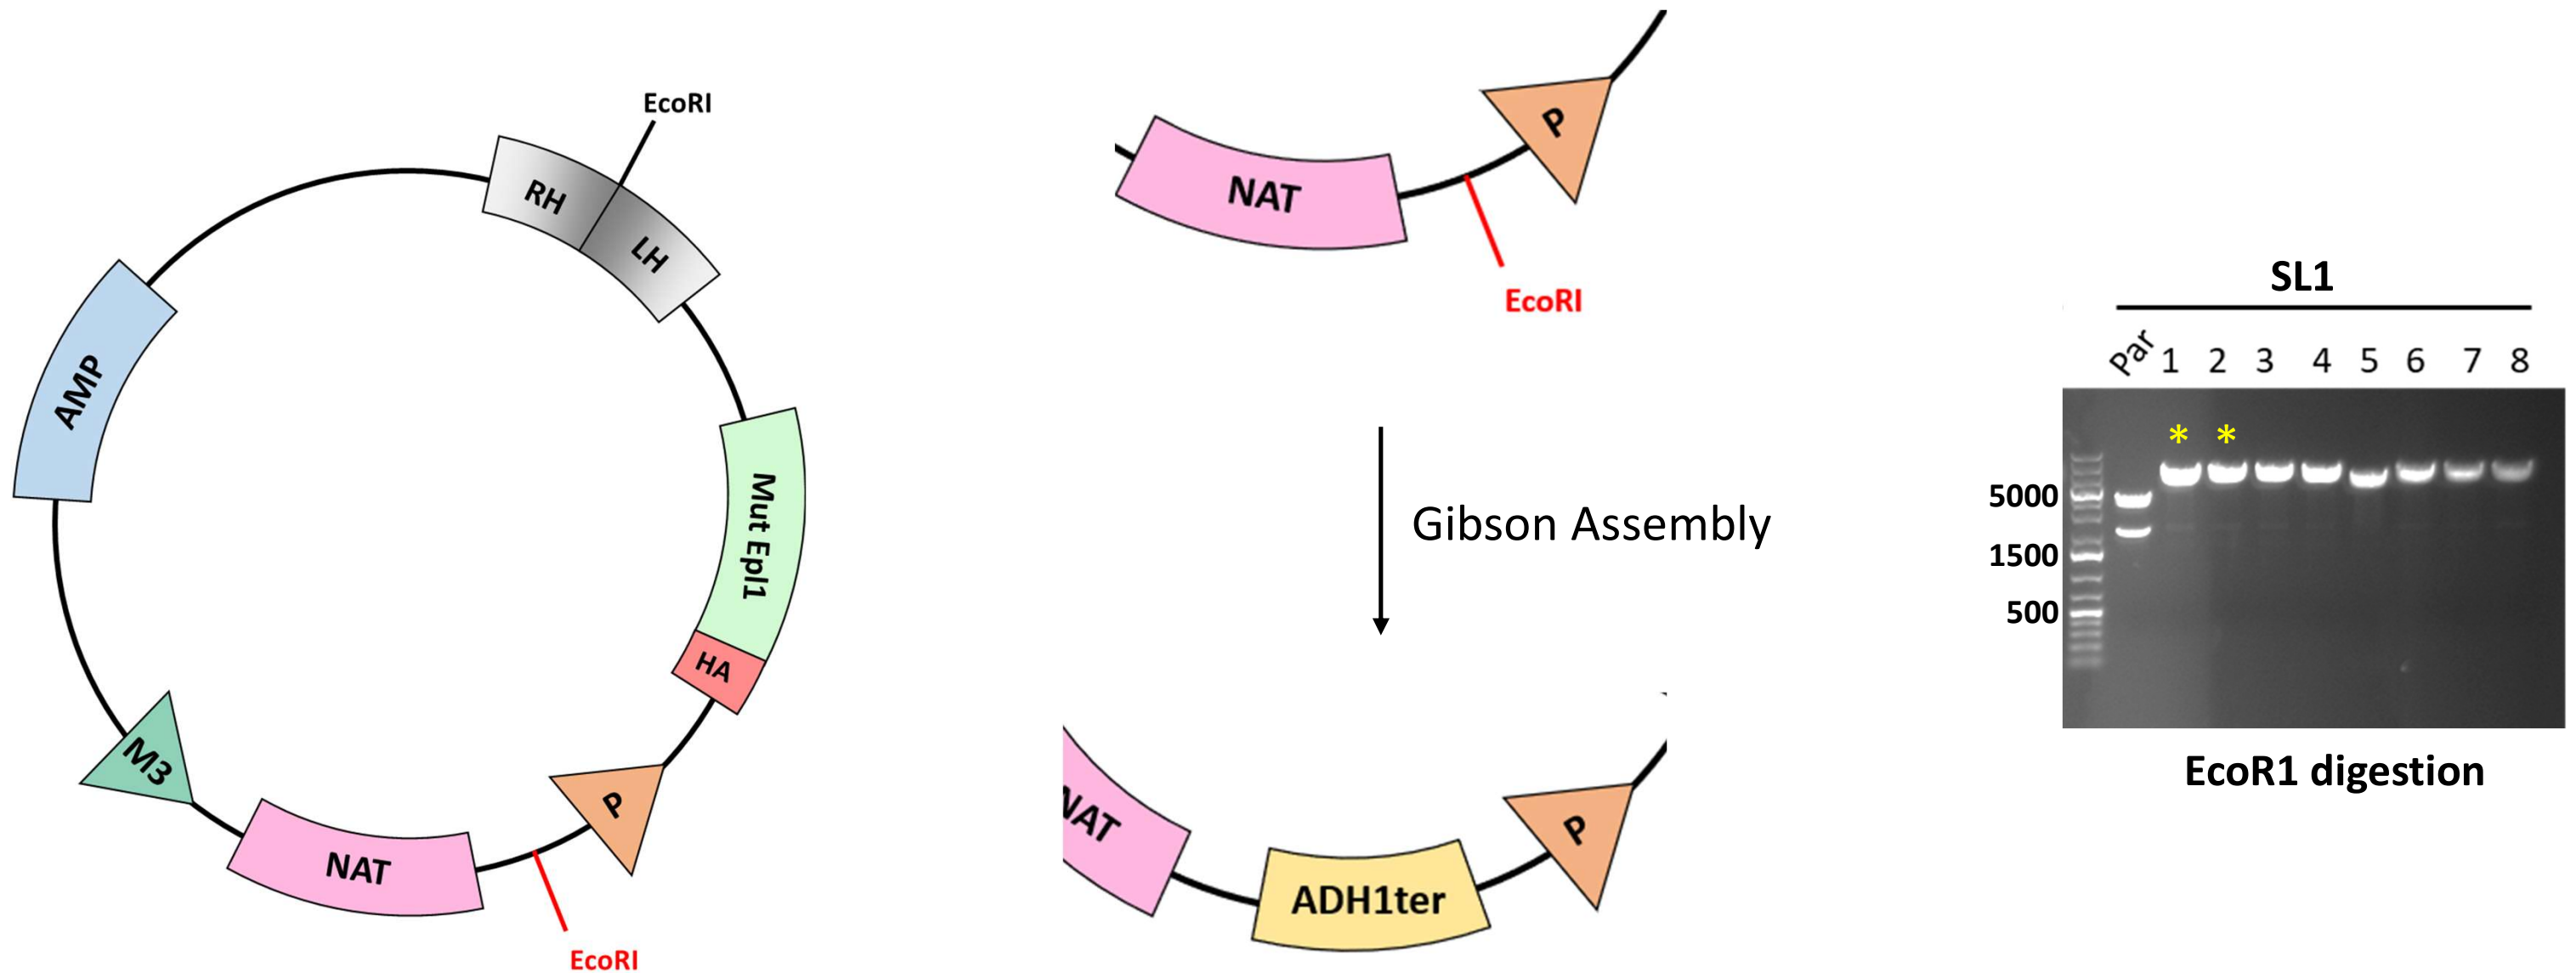 EcoRI
RH
LH
AMP
Mut Epl1
HA
M3
P
NAT
EcoRI
P
NAT
EcoRI
Gibson Assembly
NAT
ADH1ter
P
SL1
Par 1 2 3 4 5 6 7 8
* *
5000
1500
500
EcoR1 digestion